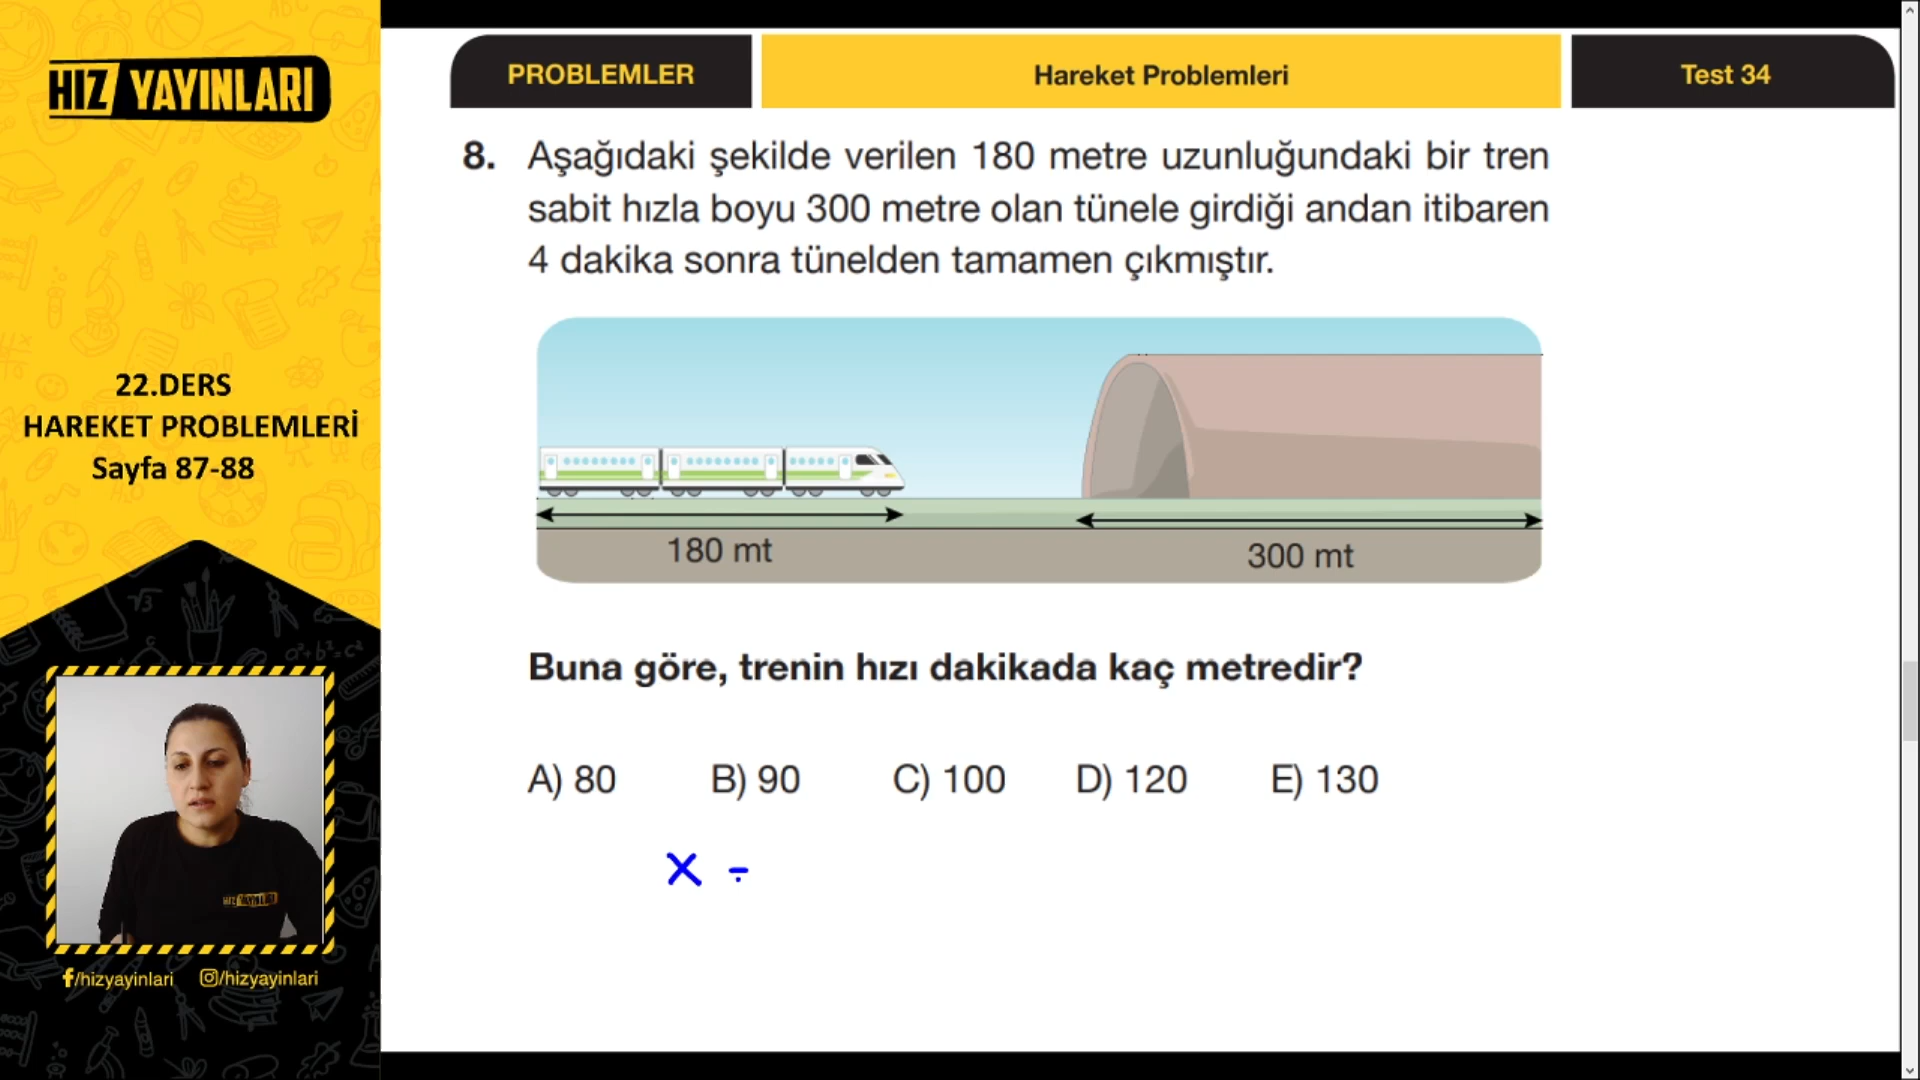 HIZ YAYINLARI
22.DERS
HAREKET PROBLEMLERİ
Sayfa 87-88
/hizyayinlari /hizyayinlari
PROBLEMLER
Hareket Problemleri
Test 34
8. Aşağıdaki şekilde verilen 180 metre uzunluğundaki bir tren
sabit hızla boyu 300 metre olan tünele girdiği andan itibaren
4 dakika sonra tünelden tamamen çıkmıştır.
180 mt
300 mt
Buna göre, trenin hızı dakikada kaç metredir?
A) 80 B) 90 C) 100 D) 120 E) 130
X